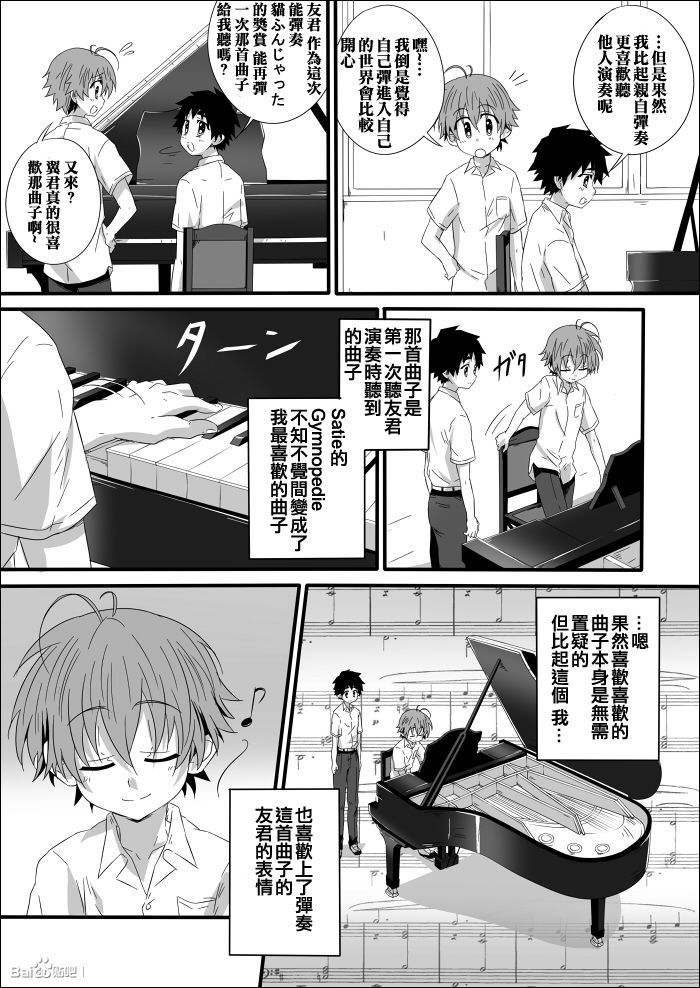 …但是果然
我比起親自彈奏
更喜歡聽
他人演奏呢
嘿~…
我倒是覺得
自己彈進入自己
的世界會比較
開心
友君 作為這次
能彈奏
貓ふんじゃった
的獎賞 能再彈
一次那首曲子
給我聽嗎？
又來？
翼君真的很喜
歡那曲子啊~
ガタ
那首曲子是
第一次聽友君
演奏時聽到
的曲子
Satie的
Gymnopedie
不知不覺間變成了
我最喜歡的曲子
ターン
…嗯
果然喜歡喜歡的
曲子本身是無需
置疑的
但比起這個 我…
也喜歡上了彈奏
這首曲子的
友君的表情
Bai 貼吧